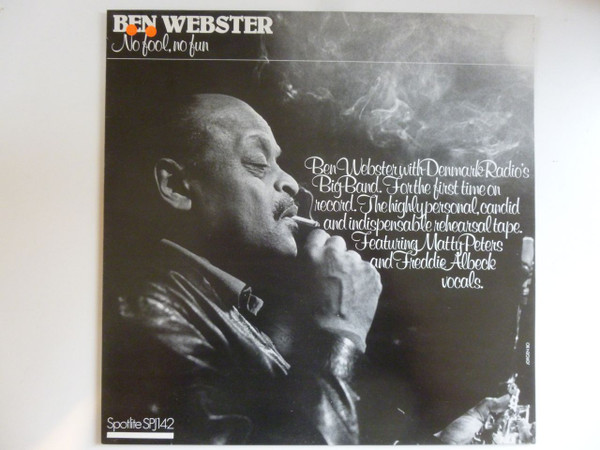 BEN WEBSTER
No fool, no fun
Ben Webster with Denmark Radio's
Big Band. For the first time on
record. The highly personal, candid
and indispensable rehearsal tape.
Featuring Matty Peters
and Freddie Albeck
vocals.
Spotlite SPJ142